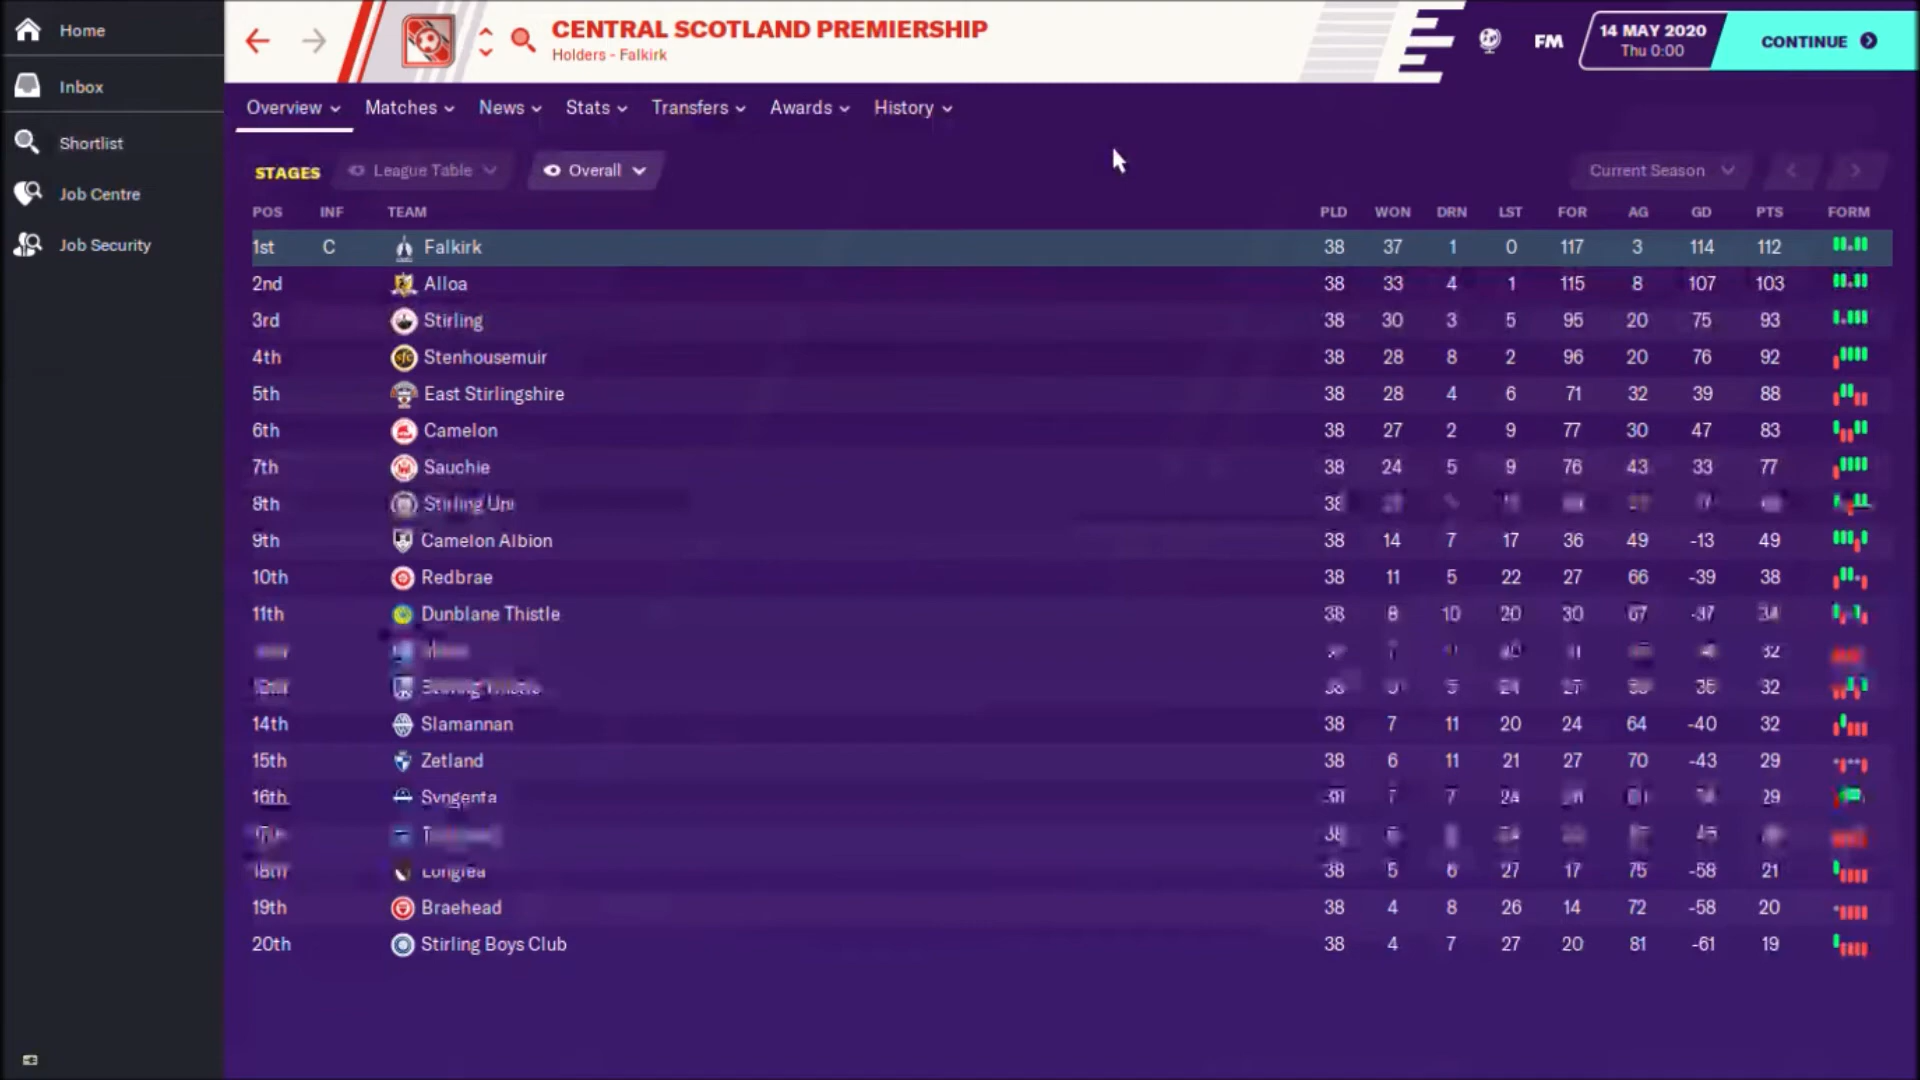 Home
CENTRAL SCOTLAND PREMIERSHIP
Holders - Falkirk
FM
14 MAY 2020
Thu 0:00
CONTINUE
Inbox
Shortlist
Job Centre
Job Security
Overview Matches News Stats Transfers Awards History
STAGES League Table Overall Current Season
POS INF TEAM PLD WON DRN LST FOR AG GD PTS FORM
1st C Falkirk 38 37 1 0 117 3 114 112
2nd Alloa 38 33 4 1 115 8 107 103
3rd Stirling 38 30 3 5 95 20 75 93
4th Stenhousemuir 38 28 8 2 96 20 76 92
5th East Stirlingshire 38 28 4 6 71 32 39 88
6th Camelon 38 27 2 9 77 30 47 83
7th Sauchie 38 24 5 9 76 43 33 77
8th Stirling Uni 38
9th Camelon Albion 38 14 7 17 36 49 -13 49
10th Redbrae 38 11 5 22 27 66 -39 38
11th Dunblane Thistle 38 8 10 20 30 67 -37 34
32
32
14th Slamannan 38 7 11 20 24 64 -40 32
15th Zetland 38 6 11 21 27 70 -43 29
16th Syngenta 7 24 29
38
18th 38 5 6 27 17 75 -58 21
19th Braehead 38 4 8 26 14 72 -58 20
20th Stirling Boys Club 38 4 7 27 20 81 -61 19